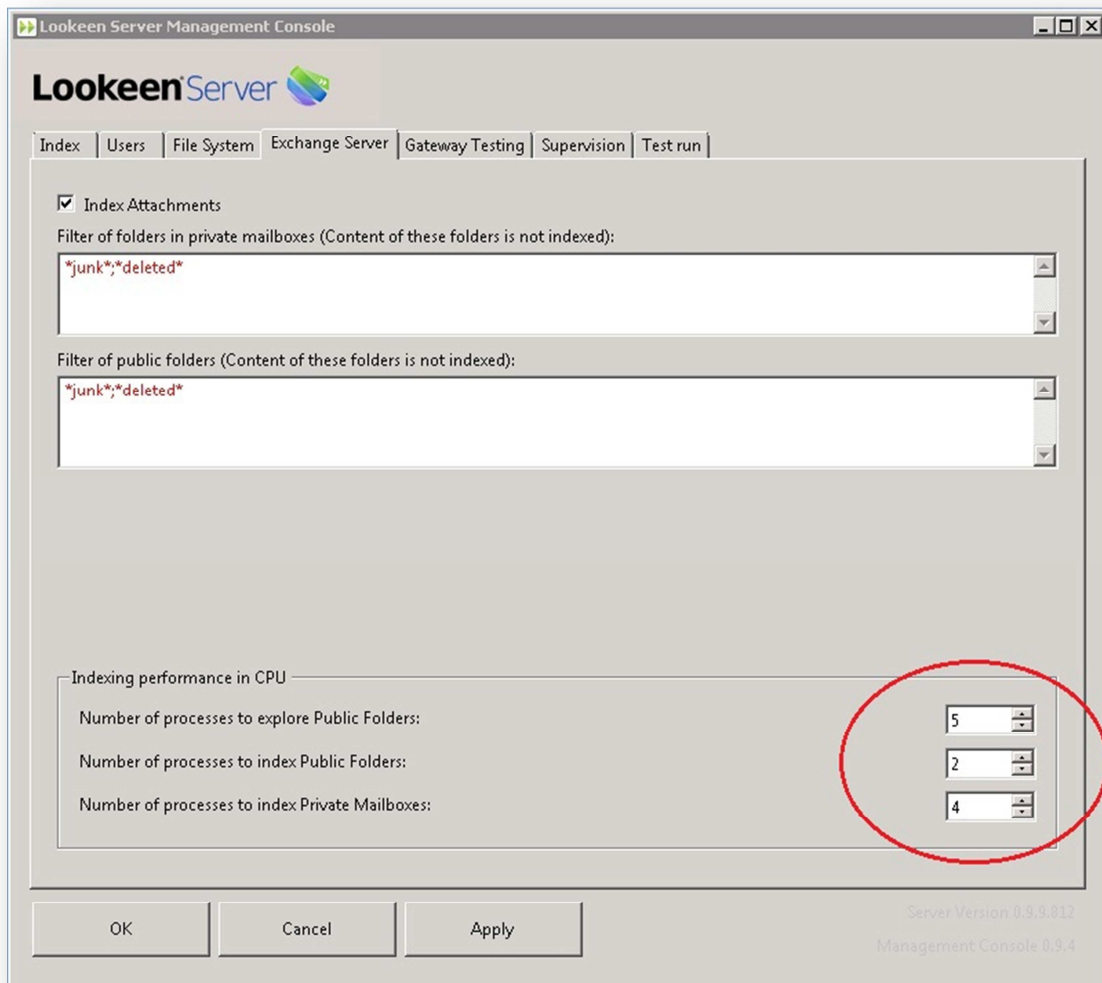 Lookeen Server Management Console
Lookeen Server
Index Users File System Exchange Server Gateway Testing Supervision Test run
Index Attachments
Filter of folders in private mailboxes (Content of these folders is not indexed):
*junk*;*deleted*
Filter of public folders (Content of these folders is not indexed):
*junk*;*deleted*
Indexing performance in CPU
Number of processes to explore Public Folders: 5
Number of processes to index Public Folders: 2
Number of processes to index Private Mailboxes: 4
OK Cancel Apply
Server Version 0.9.9.812
Management Console 0.9.4